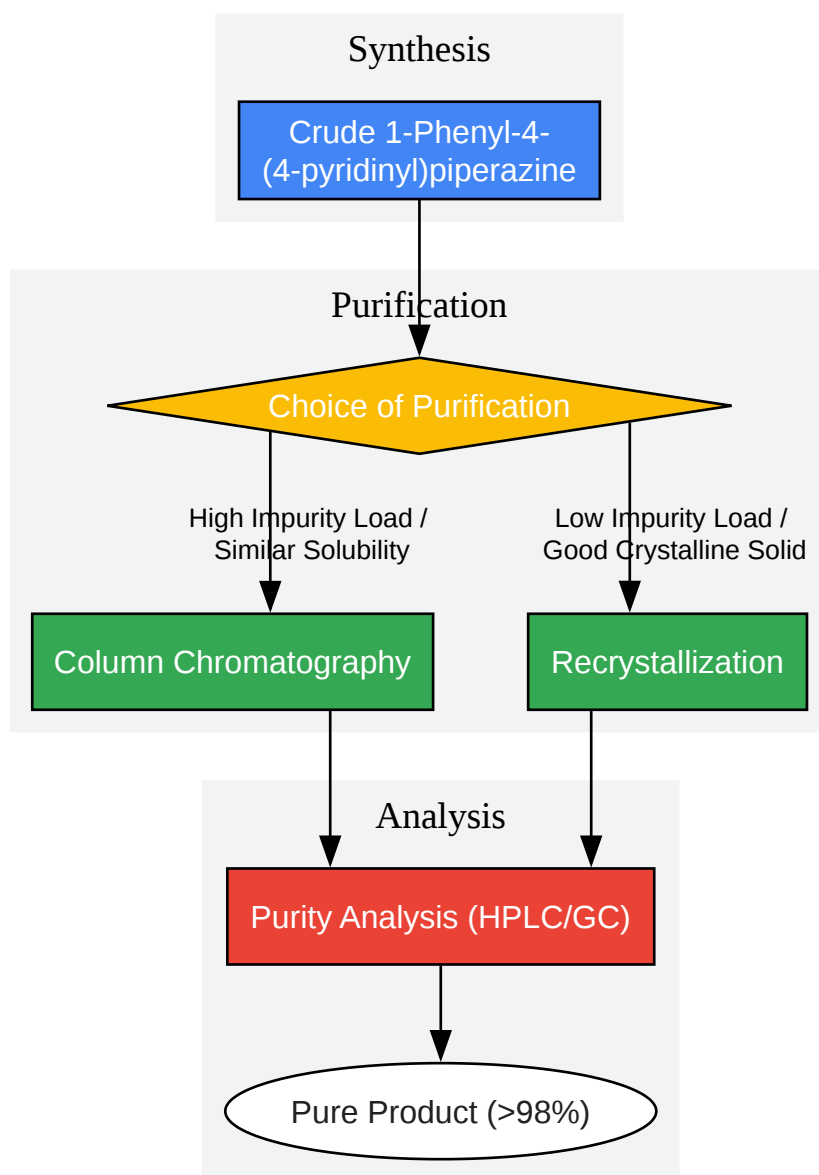 Synthesis
Crude 1-Phenyl-4-
(4-pyridinyl)piperazine
Purification
Choice of Purification
High Impurity Load /
Similar Solubility
Low Impurity Load /
Good Crystalline Solid
Column Chromatography
Recrystallization
Analysis
Purity Analysis (HPLC/GC)
Pure Product (>98%)